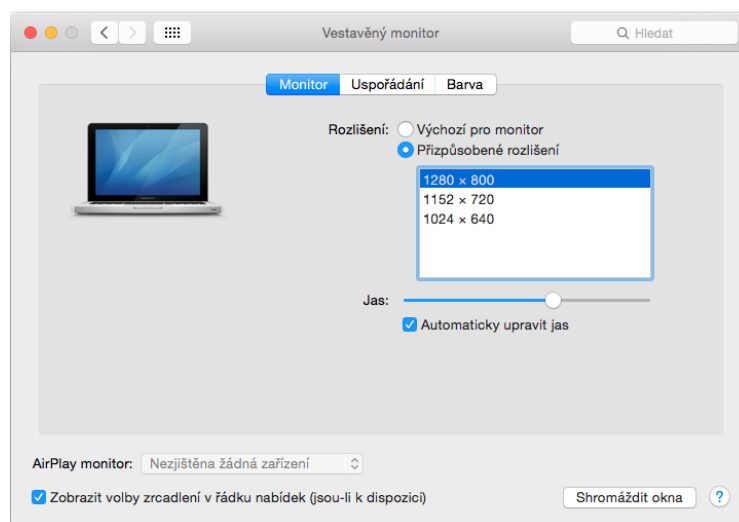 Vestavěný monitor
Hledat
Monitor Uspořádání Barva
Rozlišení: Výchozí pro monitor
Přizpůsobené rozlišení
1280 × 800
1152 × 720
1024 × 640
Jas:
Automaticky upravit jas
AirPlay monitor: Nezjištěna žádná zařízení
Zobrazit volby zrcadlení v řádku nabídek (jsou-li k dispozici)
Shromáždit okna ?